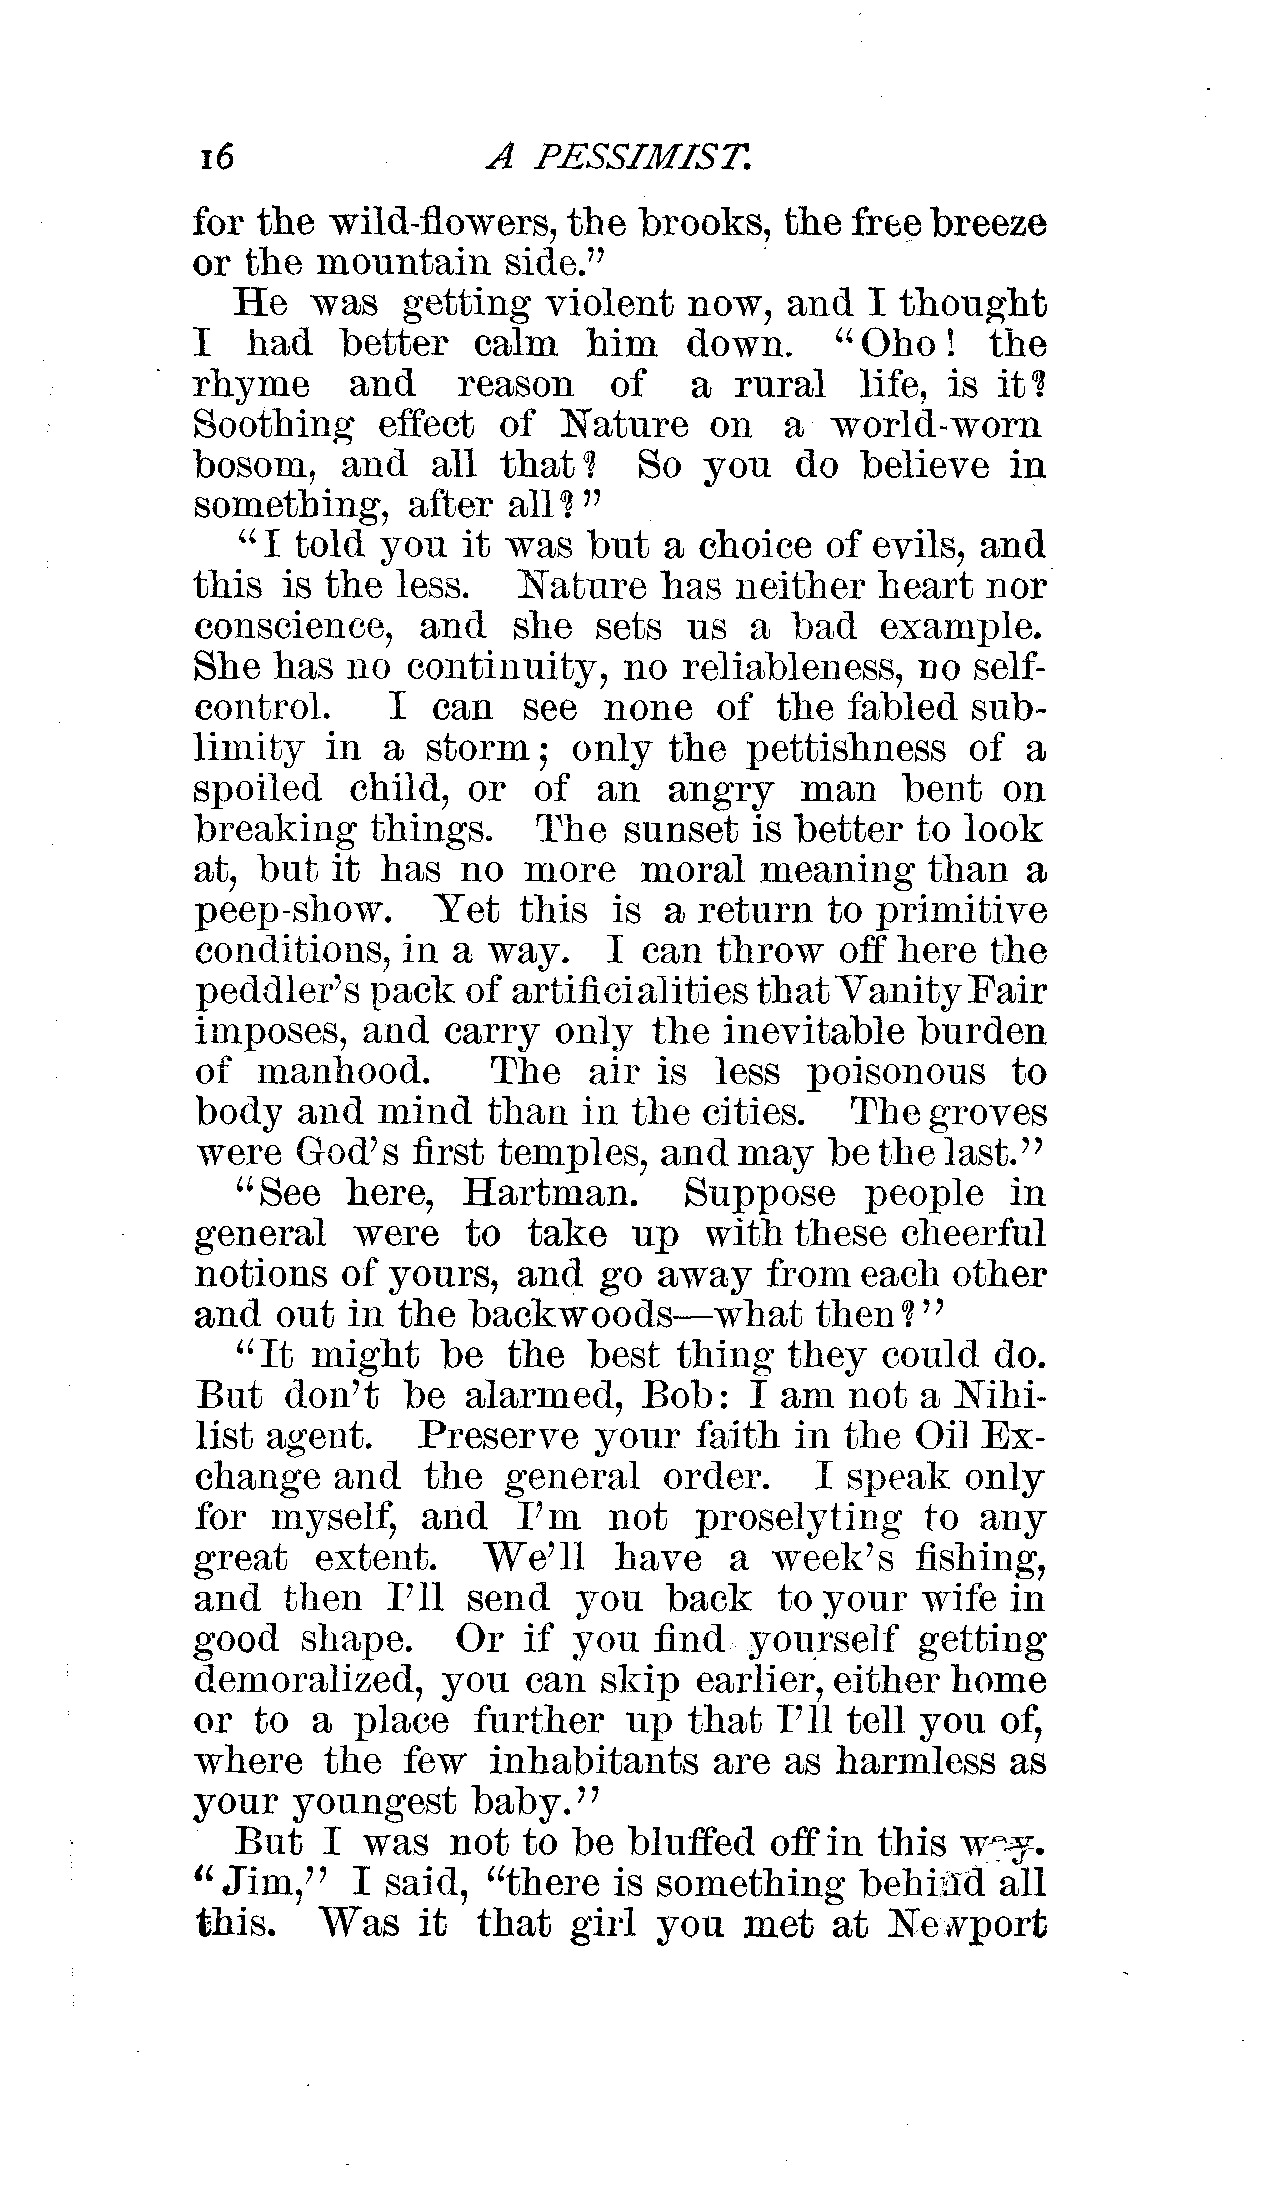 16 A PESSIMIST.
for the wild-flowers, the brooks, the free breeze
or the mountain side."
He was getting violent now, and I thought
I had better calm him down. "Oho! the
rhyme and reason of a rural life, is it?
Soothing effect of Nature on a world-worn
bosom, and all that? So you do believe in
something, after all?"
"I told you it was but a choice of evils, and
this is the less. Nature has neither heart nor
conscience, and she sets us a bad example.
She has no continuity, no reliableness, no self-
control. I can see none of the fabled sub-
limity in a storm; only the pettishness of a
spoiled child, or of an angry man bent on
breaking things. The sunset is better to look
at, but it has no more moral meaning than a
peep-show. Yet this is a return to primitive
conditions, in a way. I can throw off here the
peddler's pack of artificialities that Vanity Fair
imposes, and carry only the inevitable burden
of manhood. The air is less poisonous to
body and mind than in the cities. The groves
were God's first temples, and may be the last."
"See here, Hartman. Suppose people in
general were to take up with these cheerful
notions of yours, and go away from each other
and out in the backwoods—what then?"
"It might be the best thing they could do.
But don't be alarmed, Bob: I am not a Nihi-
list agent. Preserve your faith in the Oil Ex-
change and the general order. I speak only
for myself, and I'm not proselyting to any
great extent. We'll have a week's fishing,
and then I'll send you back to your wife in
good shape. Or if you find yourself getting
demoralized, you can skip earlier, either home
or to a place further up that I'll tell you of,
where the few inhabitants are as harmless as
your youngest baby."
But I was not to be bluffed off in this way.
"Jim," I said, "there is something behind all
this. Was it that girl you met at Newport